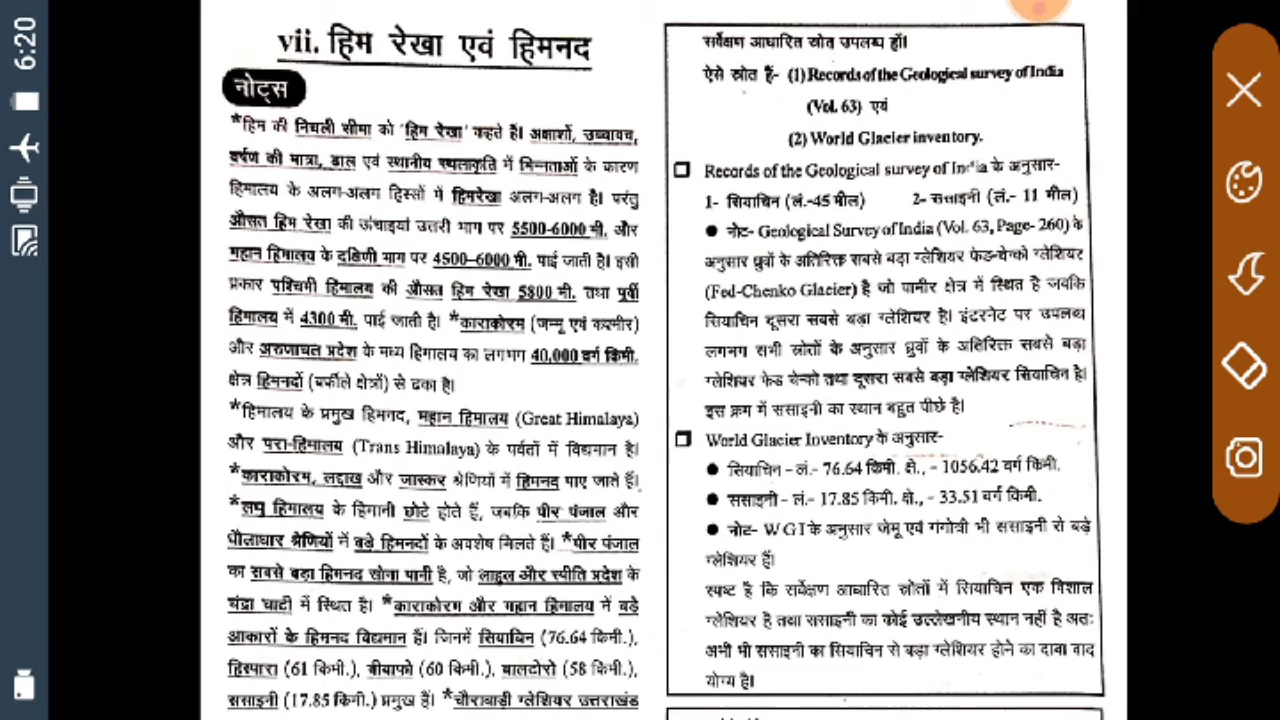 6:20
vii. हिम रेखा एवं हिमनद
नोट्स
*हिम की निचली सीमा को 'हिम रेखा' कहते हैं। अक्षांशों, उच्चावच,
वर्षण की मात्रा, ढाल एवं स्थानीय स्थलाकृति में भिन्नताओं के कारण
हिमालय के अलग-अलग हिस्सों में हिमरेखा अलग-अलग है। परंतु
औसत हिम रेखा की ऊंचाइयां उत्तरी भाग पर 5500-6000 मी. और
महान हिमालय के दक्षिणी भाग पर 4500-6000 मी. पाई जाती है। इसी
प्रकार पश्चिमी हिमालय की औसत हिम रेखा 5800 मी. तथा पूर्वी
हिमालय में 4300 मी. पाई जाती है। *काराकोरम (जम्मू एवं कश्मीर)
और अरुणाचल प्रदेश के मध्य हिमालय का लगभग 40,000 वर्ग किमी.
क्षेत्र हिमनदों (बर्फीले क्षेत्रों) से ढका है।
*हिमालय के प्रमुख हिमनद, महान हिमालय (Great Himalaya)
और परा-हिमालय (Trans Himalaya) के पर्वतों में विद्यमान है।
*काराकोरम, लद्दाख और जास्कर श्रेणियों में हिमनद पाए जाते हैं।
*लघु हिमालय के हिमानी छोटे होते हैं, जबकि पीर पंजाल और
धौलाधार श्रेणियों में बड़े हिमनदों के अवशेष मिलते हैं। *पीर पंजाल
का सबसे बड़ा हिमनद सोना पानी है, जो लाहुल और स्पीति प्रदेश के
चंद्रा घाटी में स्थित है। *काराकोरम और महान हिमालय में बड़े
आकारों के हिमनद विद्यमान हैं। जिनमें सियाचिन (76.64 किमी.),
हिस्पारा (61 किमी.), बीयाफो (60 किमी.), बालटोरो (58 किमी.),
ससाइनी (17.85 किमी.) प्रमुख हैं। *चौराबाड़ी ग्लेशियर उत्तराखंड
सर्वेक्षण आधारित स्रोत उपलब्ध हों।
ऐसे स्रोत हैं- (1) Records of the Geological survey of India
(Vol. 63) एवं
(2) World Glacier inventory.
Records of the Geological survey of India के अनुसार-
1- सियाचिन (लं.-45 मील) 2- ससाइनी (लं.- 11 मील)
● नोट- Geological Survey of India (Vol. 63, Page- 260) के
अनुसार ध्रुवों के अतिरिक्त सबसे बड़ा ग्लेशियर फेड-चेन्को ग्लेशियर
(Fed-Chenko Glacier) है जो पामीर क्षेत्र में स्थित है जबकि
सियाचिन दूसरा सबसे बड़ा ग्लेशियर है। इंटरनेट पर उपलब्ध
लगभग सभी स्रोतों के अनुसार ध्रुवों के अतिरिक्त सबसे बड़ा
ग्लेशियर फेड चेन्को तथा दूसरा सबसे बड़ा ग्लेशियर सियाचिन है।
इस क्रम में ससाइनी का स्थान बहुत पीछे है।
World Glacier Inventory के अनुसार-
● सियाचिन - लं.- 76.64 किमी. क्षे., - 1056.42 वर्ग किमी.
● ससाइनी - लं.- 17.85 किमी. क्षे., - 33.51 वर्ग किमी.
● नोट- W G I के अनुसार जेमू एवं गंगोत्री भी ससाइनी से बड़े
ग्लेशियर हैं।
स्पष्ट है कि सर्वेक्षण आधारित स्रोतों में सियाचिन एक विशाल
ग्लेशियर है तथा ससाइनी का कोई उल्लेखनीय स्थान नहीं है अतः
अभी भी ससाइनी का सियाचिन से बड़ा ग्लेशियर होने का दावा वाद
योग्य है।